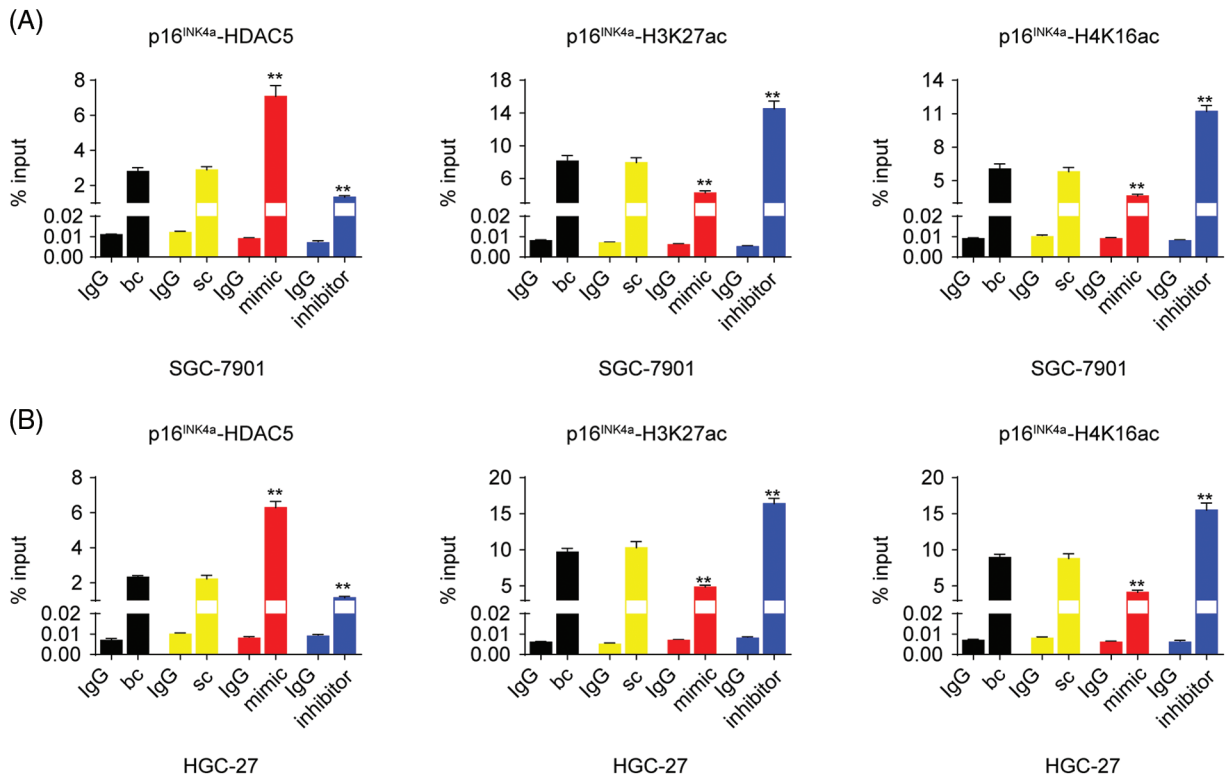 (A)
p16INK4a-HDAC5
p16INK4a-H3K27ac
p16INK4a-H4K16ac
% input
8
6
4
2
0.02
0.01
0.00
**
**
IgG
bc
IgG
sc
IgG
mimic
IgG
inhibitor
% input
18
14
10
6
0.02
0.01
0.00
**
**
IgG
bc
IgG
sc
IgG
mimic
IgG
inhibitor
% input
14
11
8
5
0.02
0.01
0.00
**
**
IgG
bc
IgG
sc
IgG
mimic
IgG
inhibitor
SGC-7901
SGC-7901
SGC-7901
(B)
p16INK4a-HDAC5
p16INK4a-H3K27ac
p16INK4a-H4K16ac
% input
8
6
4
2
0.02
0.01
0.00
**
**
IgG
bc
IgG
sc
IgG
mimic
IgG
inhibitor
% input
20
15
10
5
0.02
0.01
0.00
**
**
IgG
bc
IgG
sc
IgG
mimic
IgG
inhibitor
% input
20
15
10
5
0.02
0.01
0.00
**
**
IgG
bc
IgG
sc
IgG
mimic
IgG
inhibitor
HGC-27
HGC-27
HGC-27